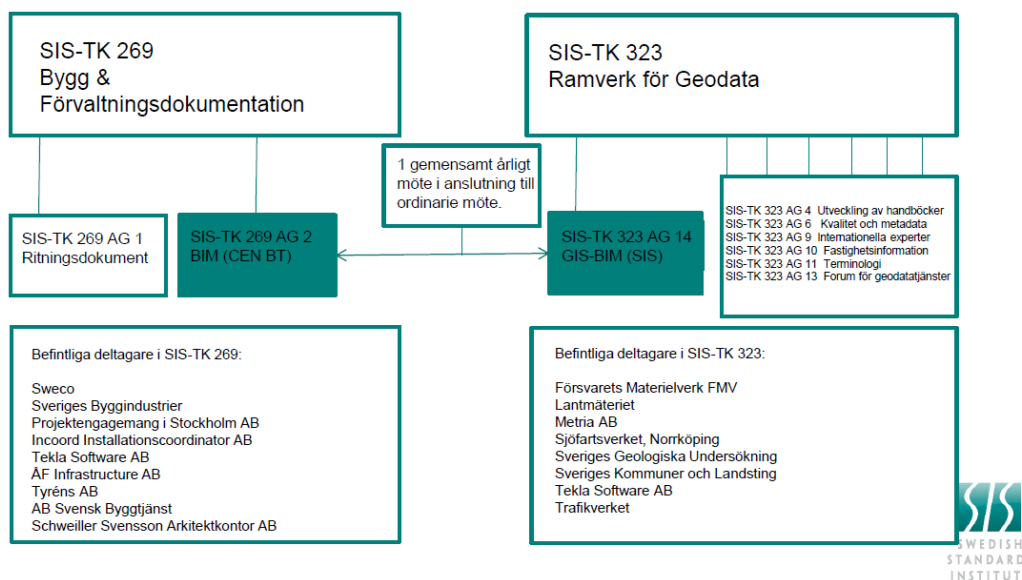 SIS-TK 269
Bygg &
Förvaltningsdokumentation
SIS-TK 323
Ramverk för Geodata
1 gemensamt årligt
möte i anslutning till
ordinarie möte.
SIS-TK 269 AG 1
Ritningsdokument
SIS-TK 269 AG 2
BIM (CEN BT)
SIS-TK 323 AG 14
GIS-BIM (SIS)
SIS-TK 323 AG 4 Utveckling av handböcker
SIS-TK 323 AG 6 Kvalitet och metadata
SIS-TK 323 AG 9 Internationella experter
SIS-TK 323 AG 10 Fastighetsinformation
SIS-TK 323 AG 11 Terminologi
SIS-TK 323 AG 13 Forum för geodatatjänster
Befintliga deltagare i SIS-TK 269:
Sweco
Sveriges Byggindustrier
Projektengagemang i Stockholm AB
Incoord Installationscoordinator AB
Tekla Software AB
ÅF Infrastructure AB
Tyréns AB
AB Svensk Byggtjänst
Schweiller Svensson Arkitektkontor AB
Befintliga deltagare i SIS-TK 323:
Försvarets Materielverk FMV
Lantmäteriet
Metria AB
Sjöfartsverket, Norrköping
Sveriges Geologiska Undersökning
Sveriges Kommuner och Landsting
Tekla Software AB
Trafikverket
SIS
SWEDISH
STANDARD
INSTITUT